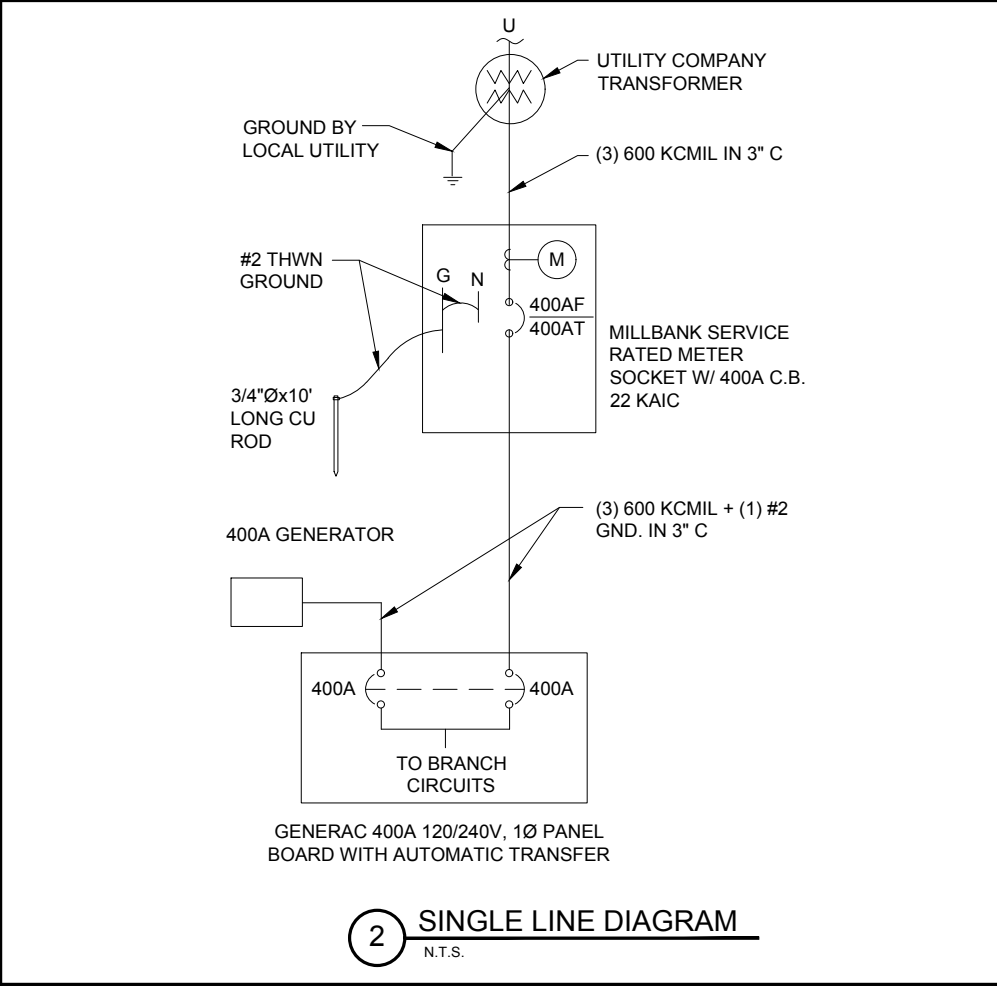 U
UTILITY COMPANY
TRANSFORMER
GROUND BY
LOCAL UTILITY
(3) 600 KCMIL IN 3" C
#2 THWN
GROUND
G
N
M
400AF
400AT
MILLBANK SERVICE
RATED METER
SOCKET W/ 400A C.B.
22 KAIC
3/4"Øx10'
LONG CU
ROD
(3) 600 KCMIL + (1) #2
GND. IN 3" C
400A GENERATOR
400A
400A
TO BRANCH
CIRCUITS
GENERAC 400A 120/240V, 1Ø PANEL
BOARD WITH AUTOMATIC TRANSFER
2
SINGLE LINE DIAGRAM
N.T.S.